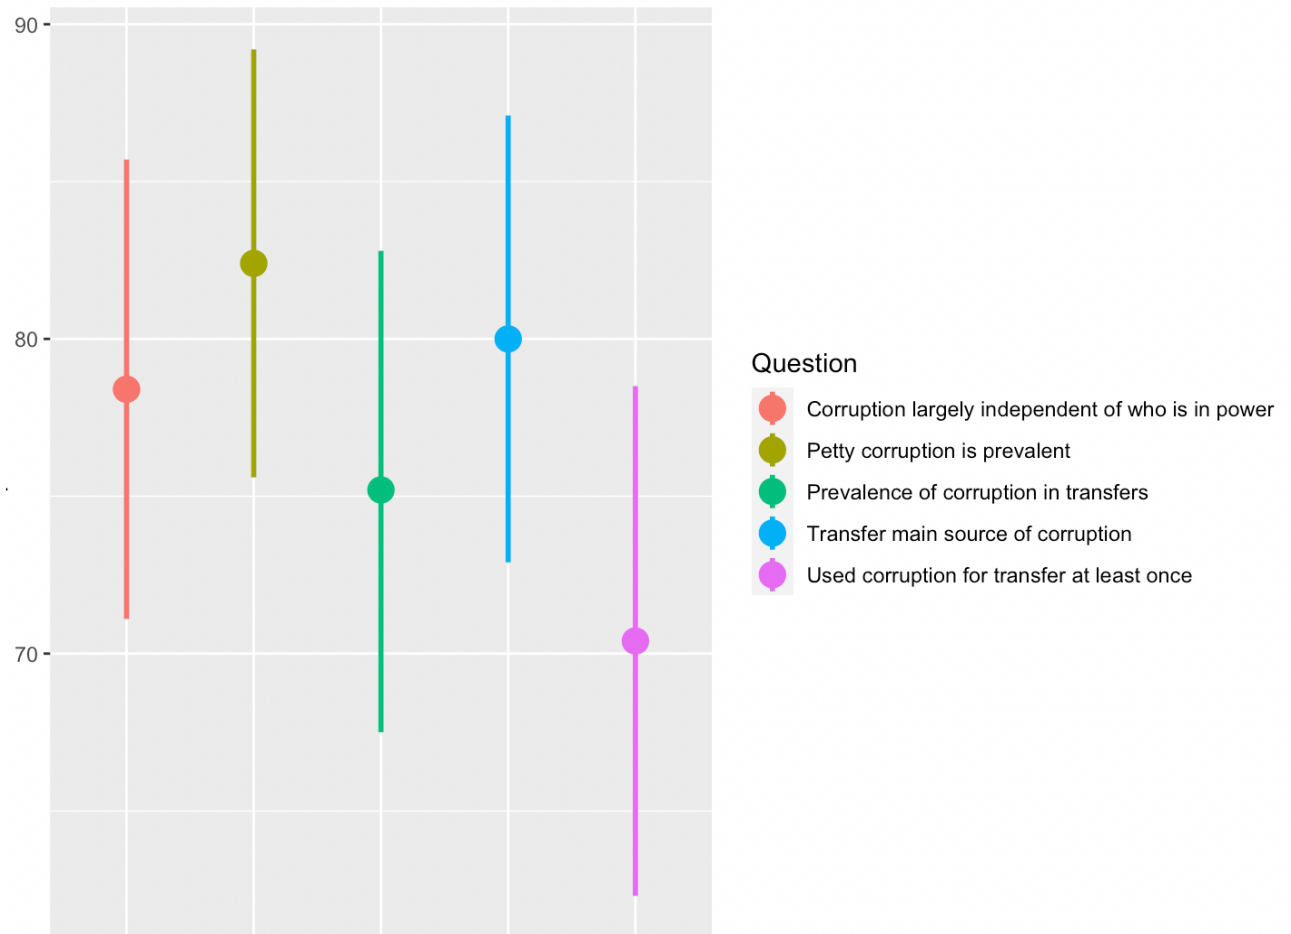 90
80
70
Question
Corruption largely independent of who is in power
Petty corruption is prevalent
Prevalence of corruption in transfers
Transfer main source of corruption
Used corruption for transfer at least once